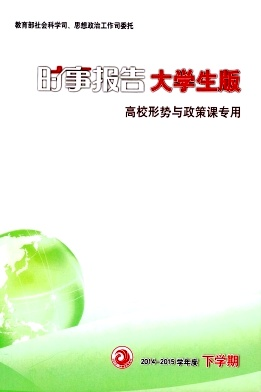 教育部社会科学司、思想政治工作司委托
时事报告 大学生版
高校形势与政策课专用
2014-2015学年度 下学期